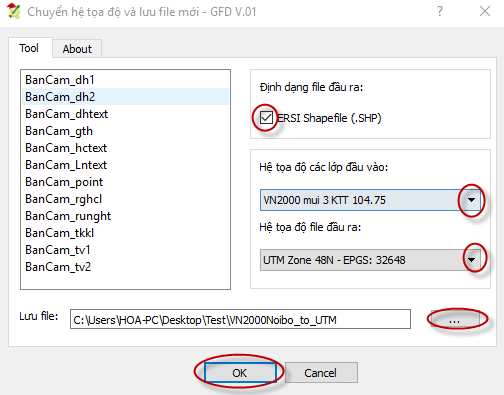 Chuyển hệ tọa độ và lưu file mới - GFD V.01
Tool
About
BanCam_dh1
BanCam_dh2
BanCam_dhtext
BanCam_gth
BanCam_hctext
BanCam_Lntext
BanCam_point
BanCam_rghcl
BanCam_runght
BanCam_tkkl
BanCam_tv1
BanCam_tv2
Định dạng file đầu ra:
ERSI Shapefile (.SHP)
Hệ tọa độ các lớp đầu vào:
VN2000 mui 3 KTT 104.75
Hệ tọa độ file đầu ra:
UTM Zone 48N - EPGS: 32648
Lưu file:
C:\Users\HOA-PC\Desktop\Test\VN2000Noibo_to_UTM
...
OK
Cancel